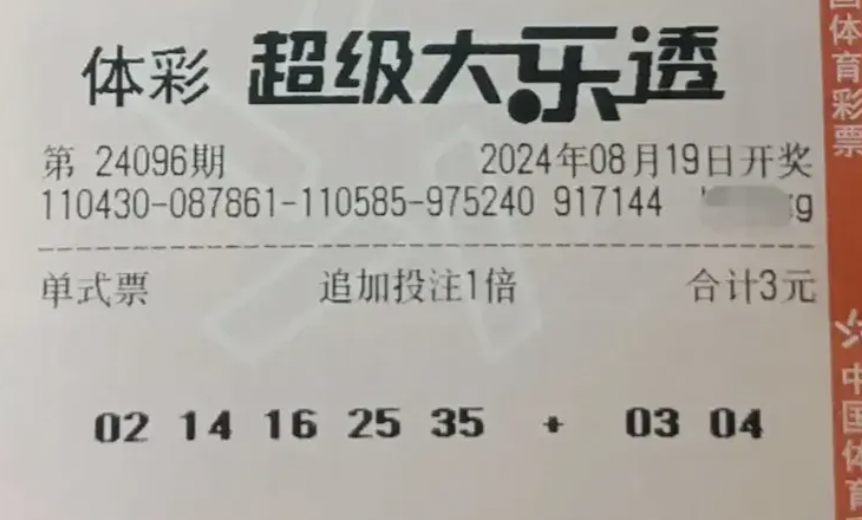 体彩 超级大乐透
第 24096期 2024年08月19日开奖
110430-087861-110585-975240 917144 g
单式票 追加投注1倍 合计3元
02 14 16 25 35 + 03 04
国体育彩票
中国体育